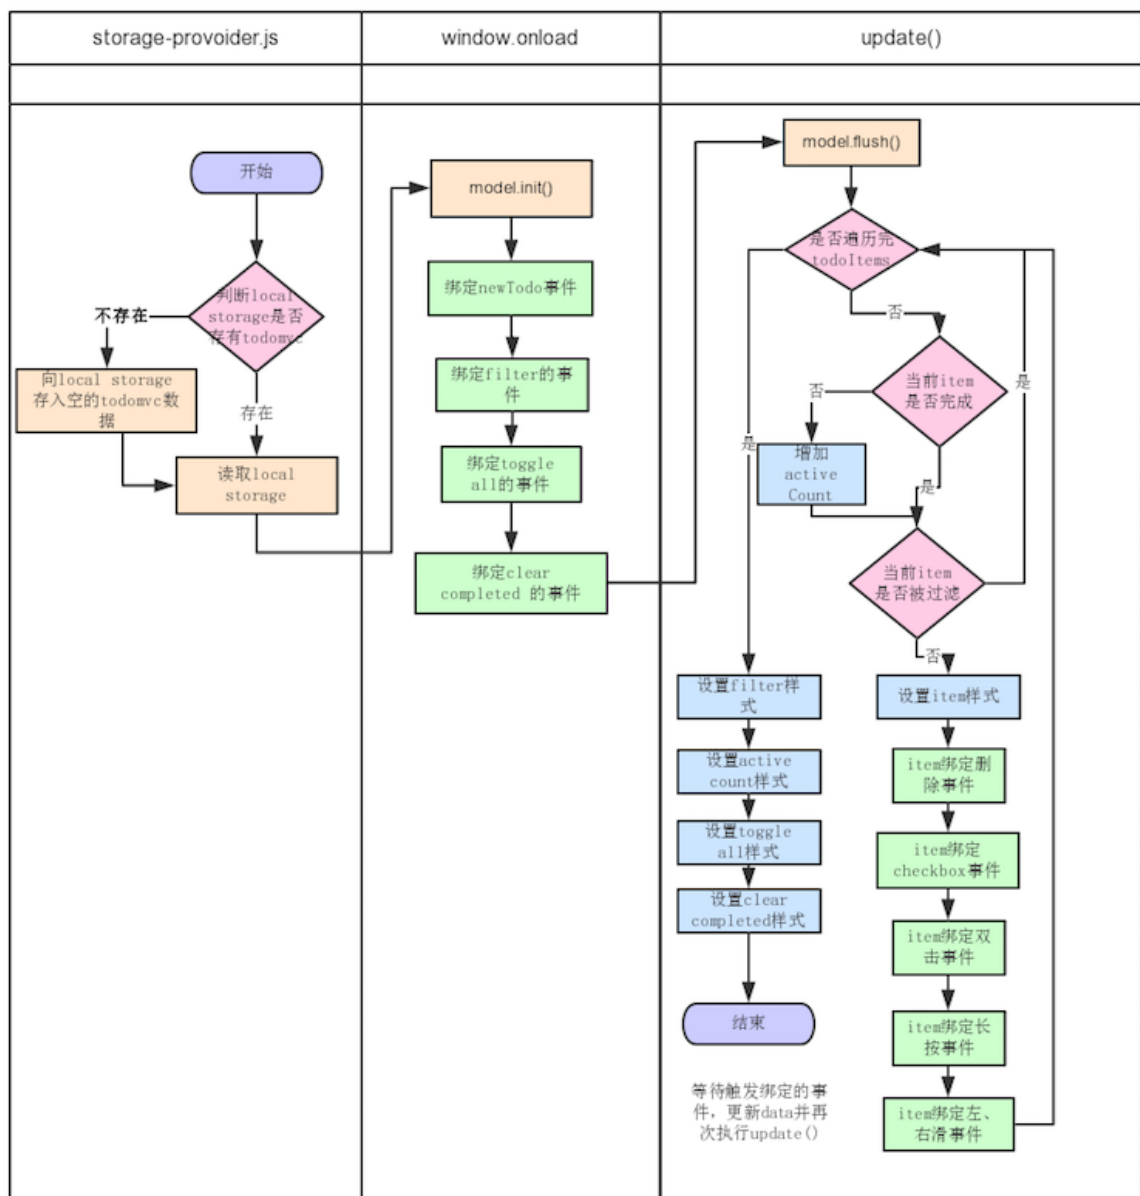 storage-provoider.js
window.onload
update()
开始
判断local
storage是否
存有todomvc
不存在
向local storage
存入空的todomvc数
据
存在
读取local
storage
model.init()
绑定newTodo事件
绑定filter的事
件
绑定toggle
all的事件
绑定clear
completed 的事件
model.flush()
是否遍历完
todoItems
否
当前item
是否完成
否
增加
active
Count
是
是
是
当前item
是否被过滤
否
设置filter样
式
设置active
count样式
设置toggle
all样式
设置clear
completed样式
结束
等待触发绑定的事
件，更新data并再
次执行update()
设置item样式
item绑定删
除事件
item绑定
checkbox事件
item绑定双
击事件
item绑定长
按事件
item绑定左、
右滑事件